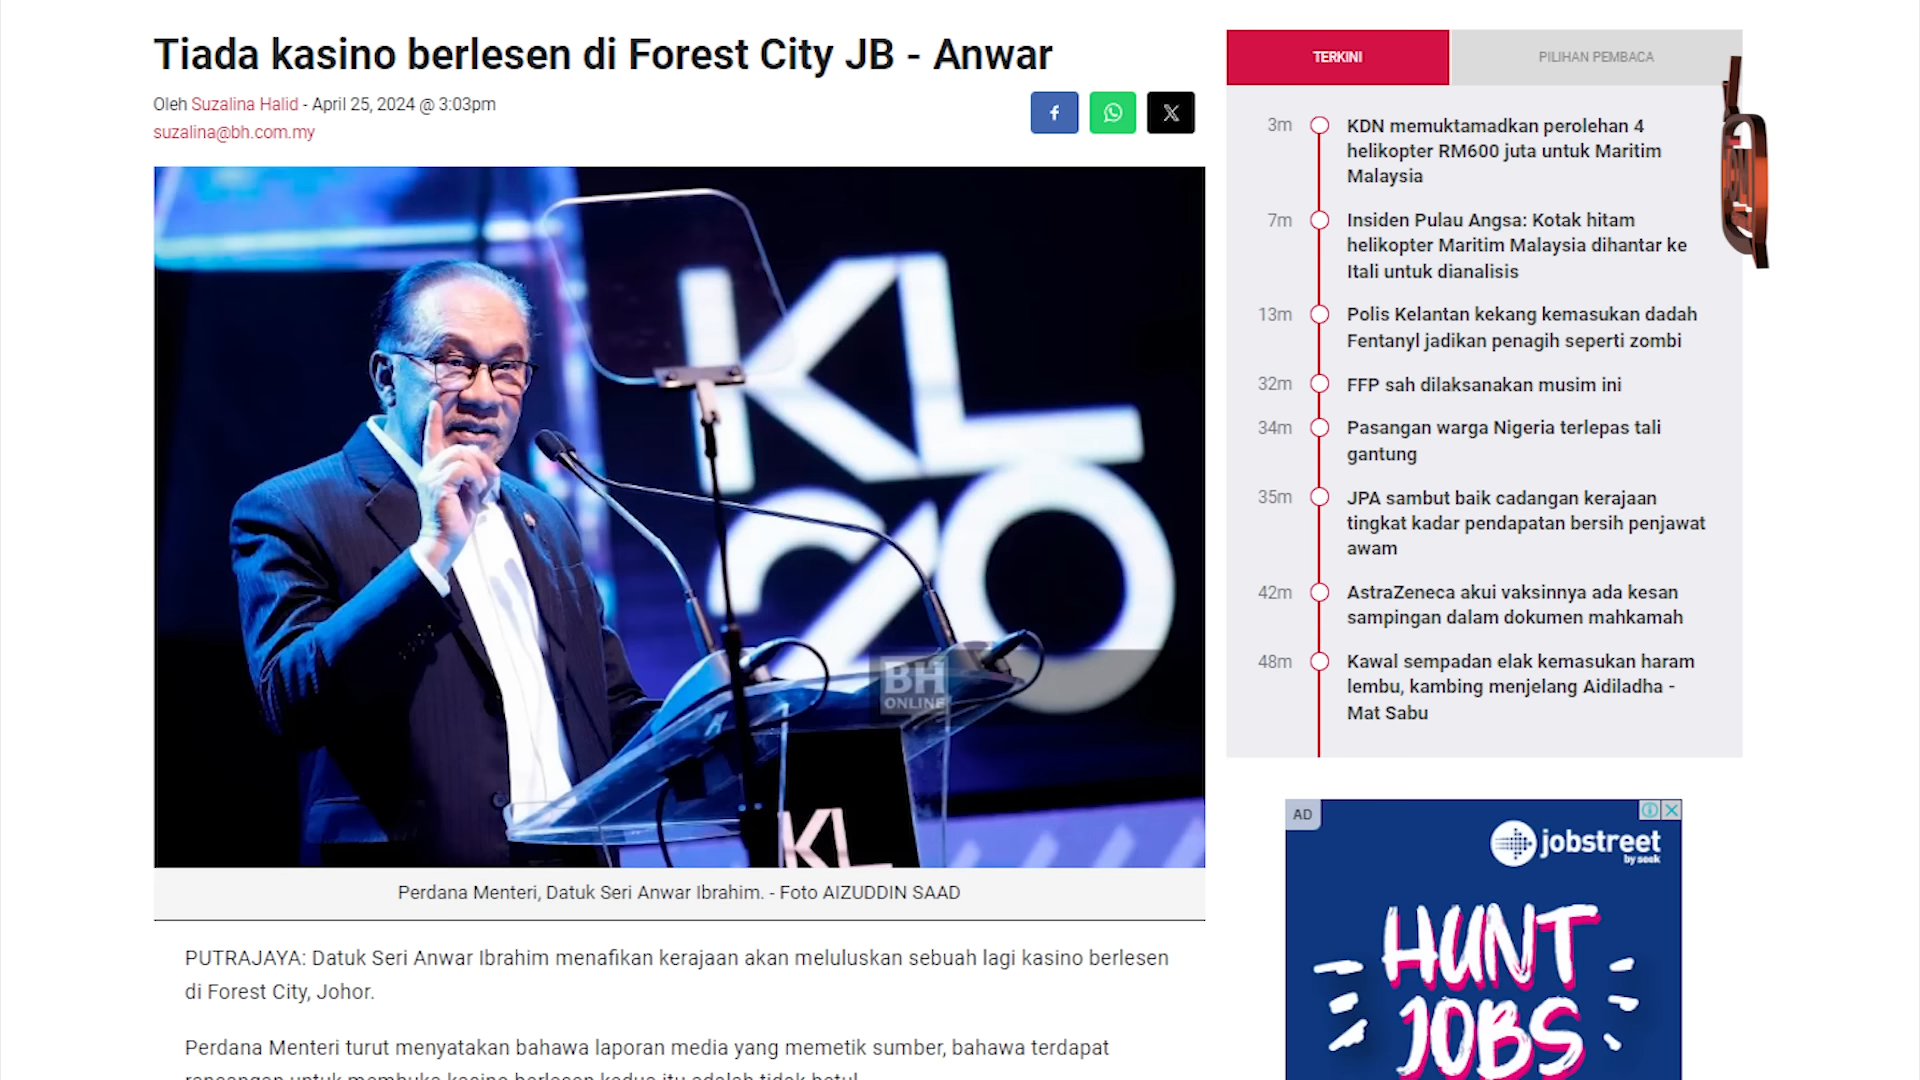 Tiada kasino berlesen di Forest City JB - Anwar
Oleh Suzalina Halid - April 25, 2024 @ 3:03pm
suzalina@bh.com.my
KL
20
BH
ONLINE
KL
Perdana Menteri, Datuk Seri Anwar Ibrahim. - Foto AIZUDDIN SAAD
PUTRAJAYA: Datuk Seri Anwar Ibrahim menafikan kerajaan akan meluluskan sebuah lagi kasino berlesen
di Forest City, Johor.
Perdana Menteri turut menyatakan bahawa laporan media yang memetik sumber, bahawa terdapat
rancangan untuk membuka kasino berlesen kedua itu adalah tidak betul.
TERKINI
PILIHAN PEMBACA
3m
KDN memuktamadkan perolehan 4
helikopter RM600 juta untuk Maritim
Malaysia
7m
Insiden Pulau Angsa: Kotak hitam
helikopter Maritim Malaysia dihantar ke
Itali untuk dianalisis
13m
Polis Kelantan kekang kemasukan dadah
Fentanyl jadikan penagih seperti zombi
32m
FFP sah dilaksanakan musim ini
34m
Pasangan warga Nigeria terlepas tali
gantung
35m
JPA sambut baik cadangan kerajaan
tingkat kadar pendapatan bersih penjawat
awam
42m
AstraZeneca akui vaksinnya ada kesan
sampingan dalam dokumen mahkamah
48m
Kawal sempadan elak kemasukan haram
lembu, kambing menjelang Aidiladha -
Mat Sabu
AD
jobstreet
by seek
HUNT
JOBS